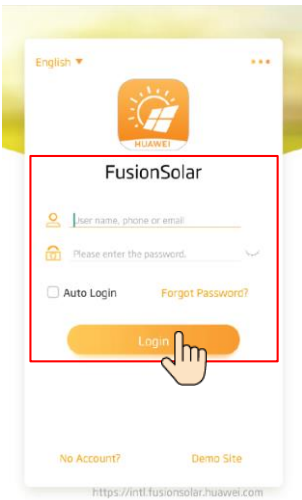 English ▼
HUAWEI
FusionSolar
User name, phone or email
Please enter the password.
Auto Login Forgot Password?
Login
No Account? Demo Site
https://intl.fusionsolar.huawei.com